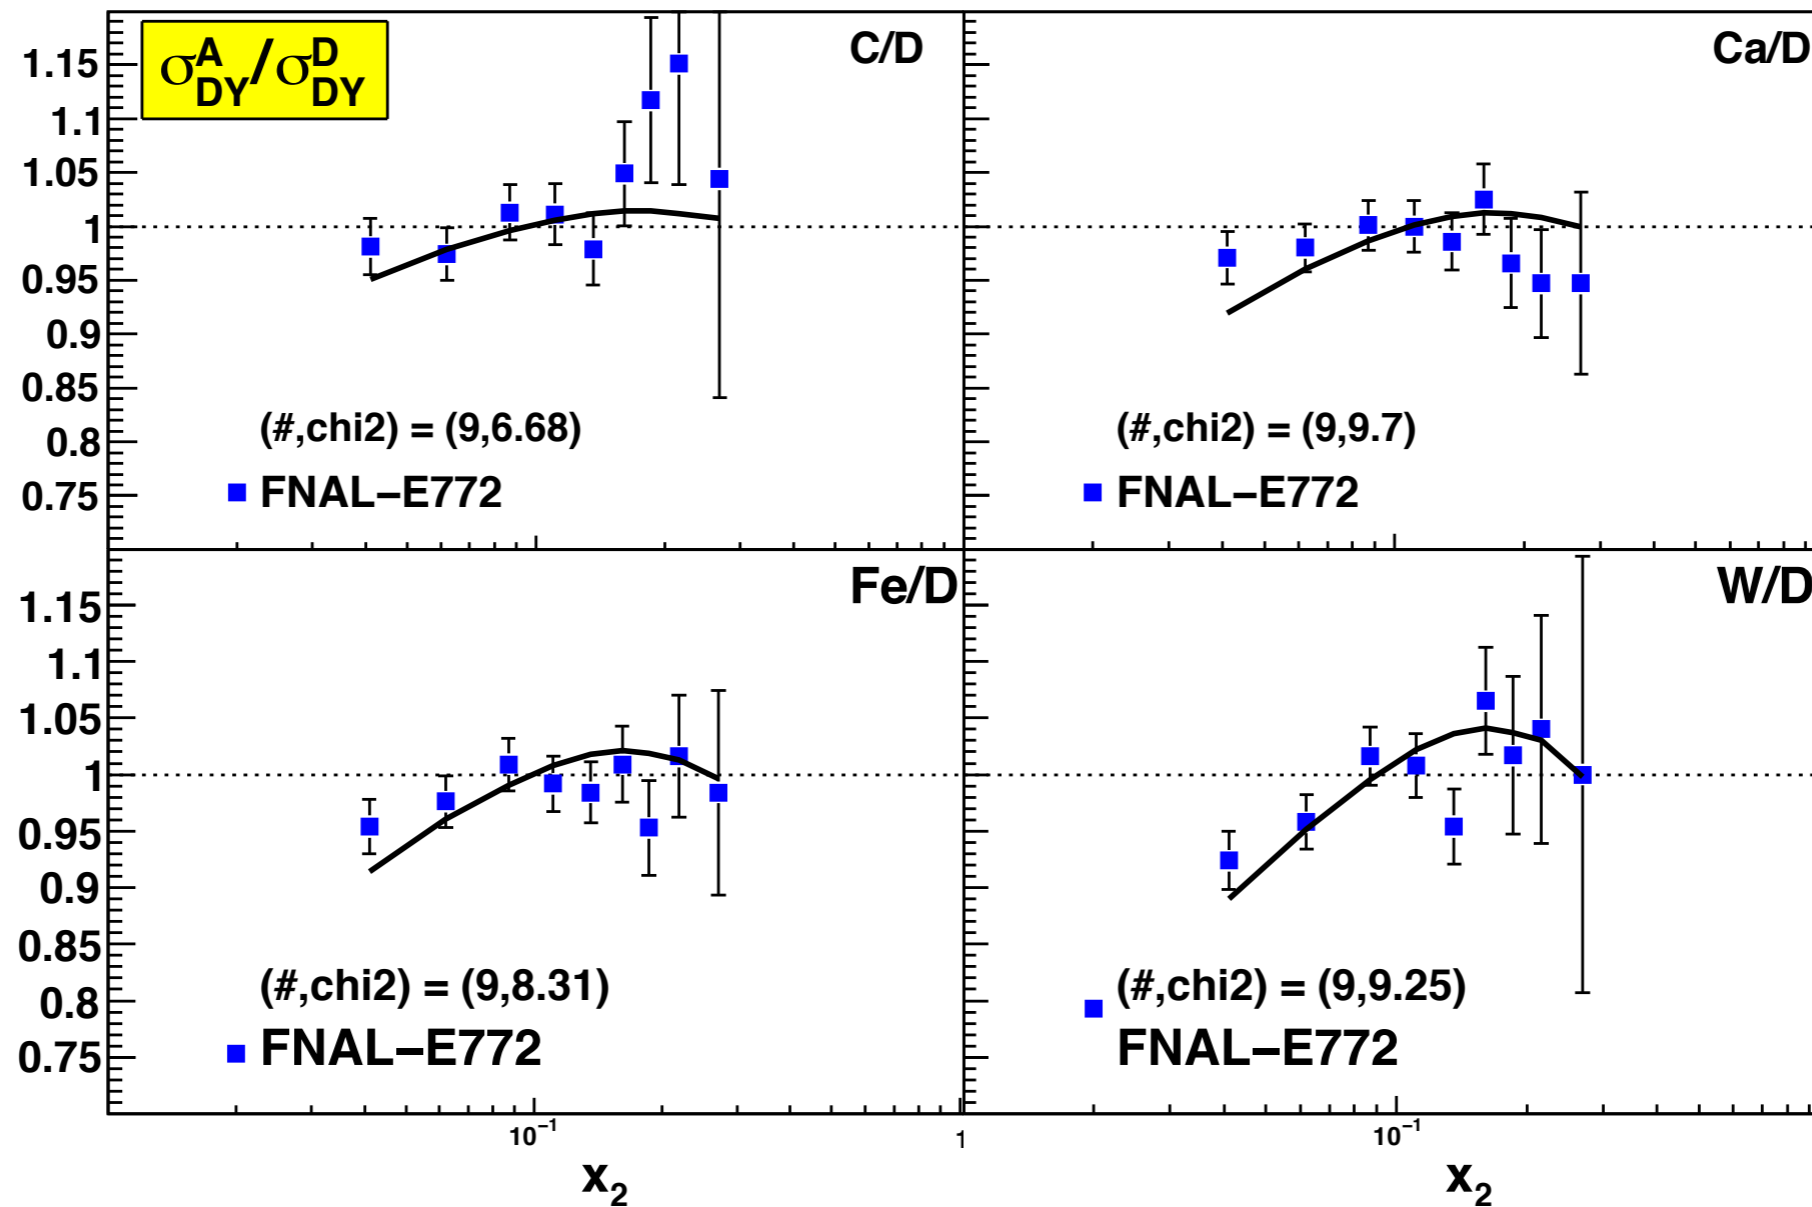 σ^A_DY/σ^D_DY
C/D
1.15
1.1
1.05
1
0.95
0.9
0.85
0.8
0.75
(#,chi2) = (9,6.68)
FNAL−E772
Ca/D
(#,chi2) = (9,9.7)
FNAL−E772
Fe/D
1.15
1.1
1.05
1
0.95
0.9
0.85
0.8
0.75
(#,chi2) = (9,8.31)
FNAL−E772
10^−1
1
x_2
W/D
(#,chi2) = (9,9.25)
FNAL−E772
10^−1
x_2